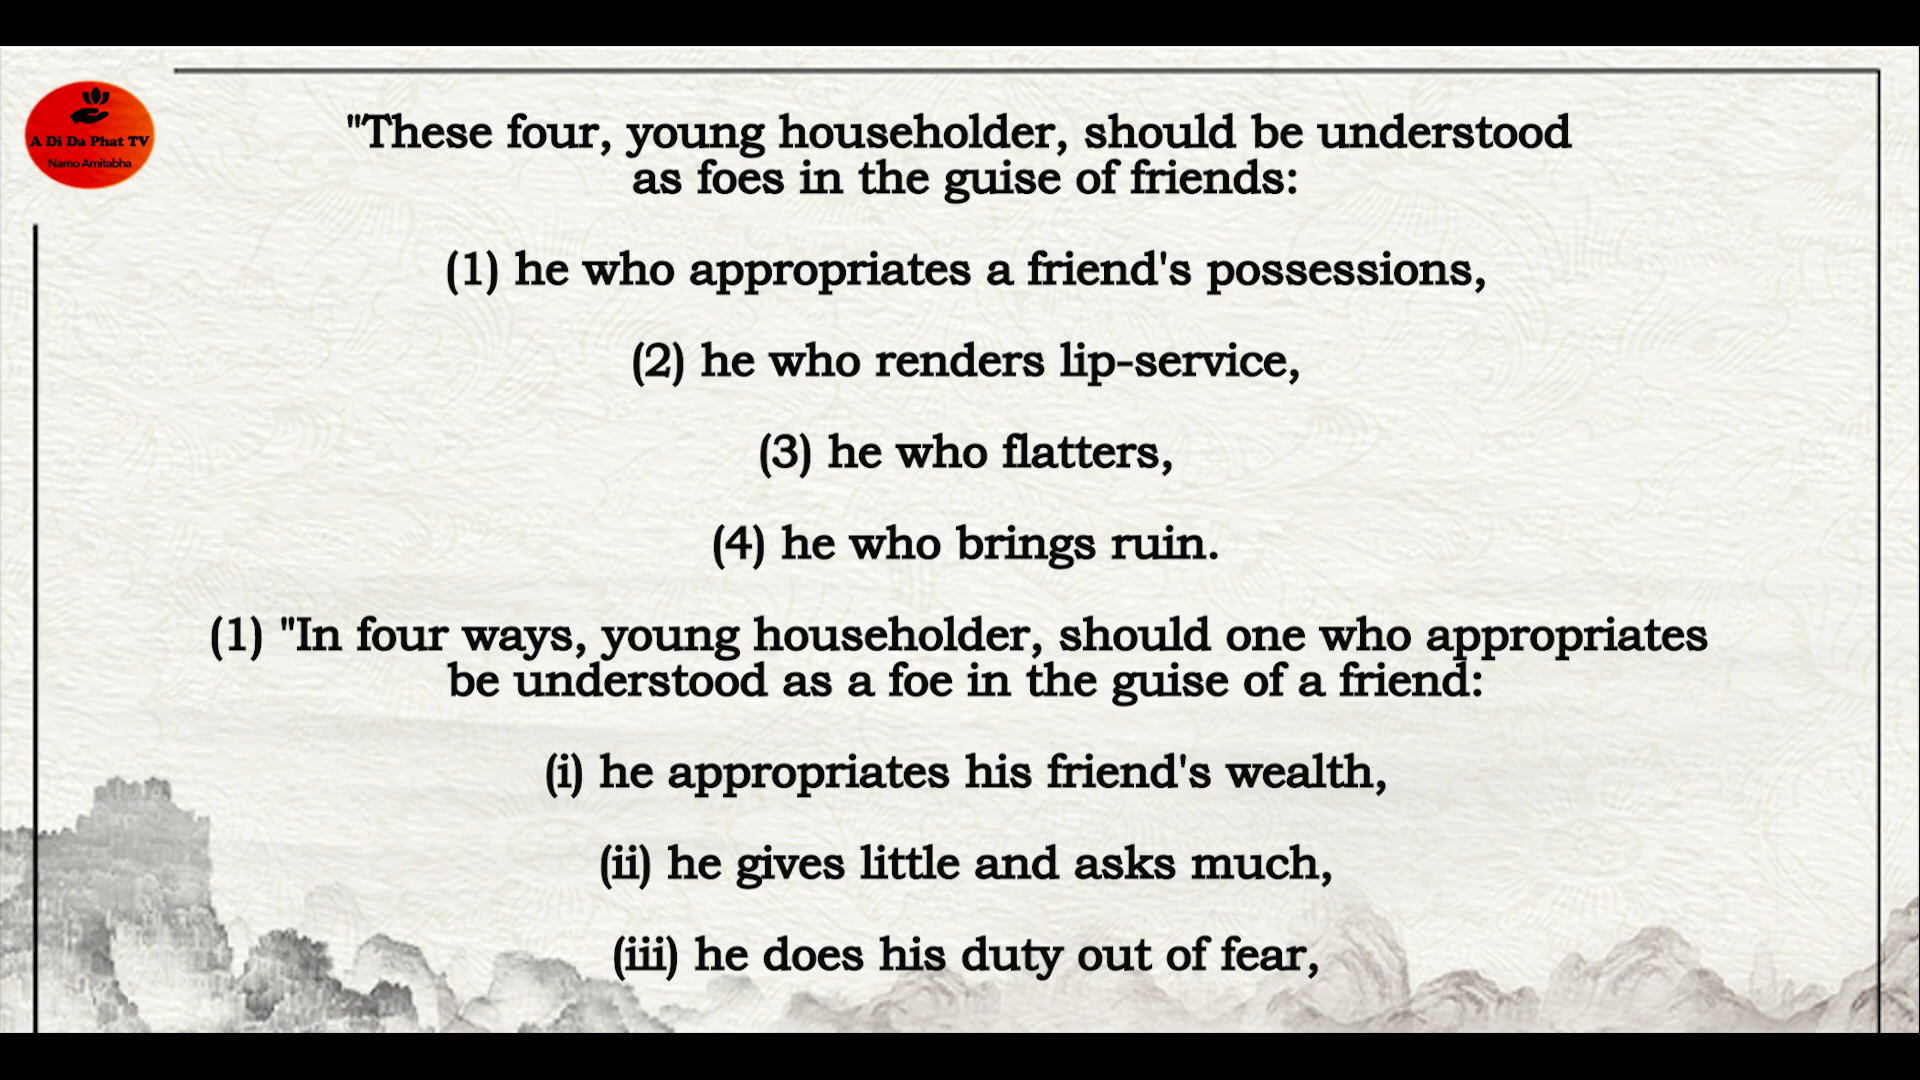 A Di Da Phat TV
Namo Amitabha
"These four, young householder, should be understood
as foes in the guise of friends:
(1) he who appropriates a friend's possessions,
(2) he who renders lip-service,
(3) he who flatters,
(4) he who brings ruin.
(1) "In four ways, young householder, should one who appropriates
be understood as a foe in the guise of a friend:
(i) he appropriates his friend's wealth,
(ii) he gives little and asks much,
(iii) he does his duty out of fear,